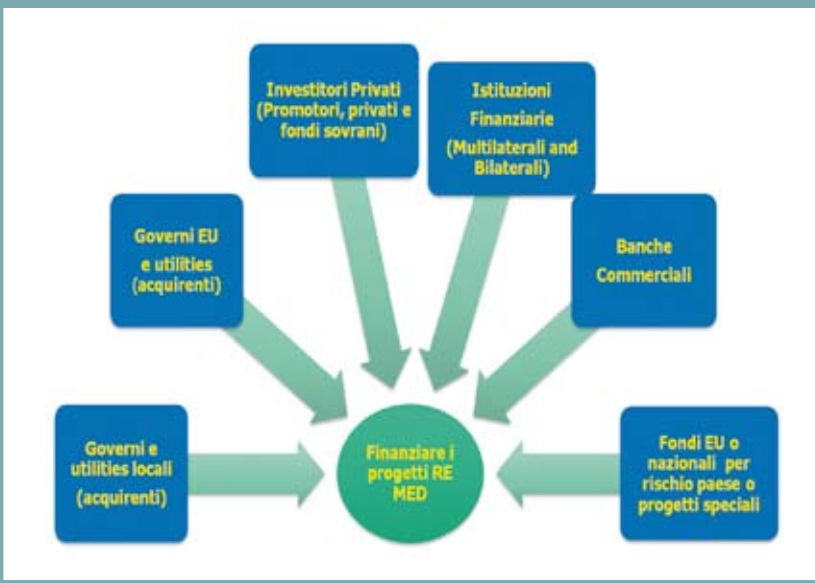 Investitori Privati
(Promotori, privati e
fondi sovrani)
Istituzioni
Finanziarie
(Multilaterali and
Bilaterali)
Governi EU
e utilities
(acquirenti)
Banche
Commerciali
Governi e
utilities locali
(acquirenti)
Finanziare i
progetti RE
MED
Fondi EU o
nazionali per
rischio paese o
progetti speciali